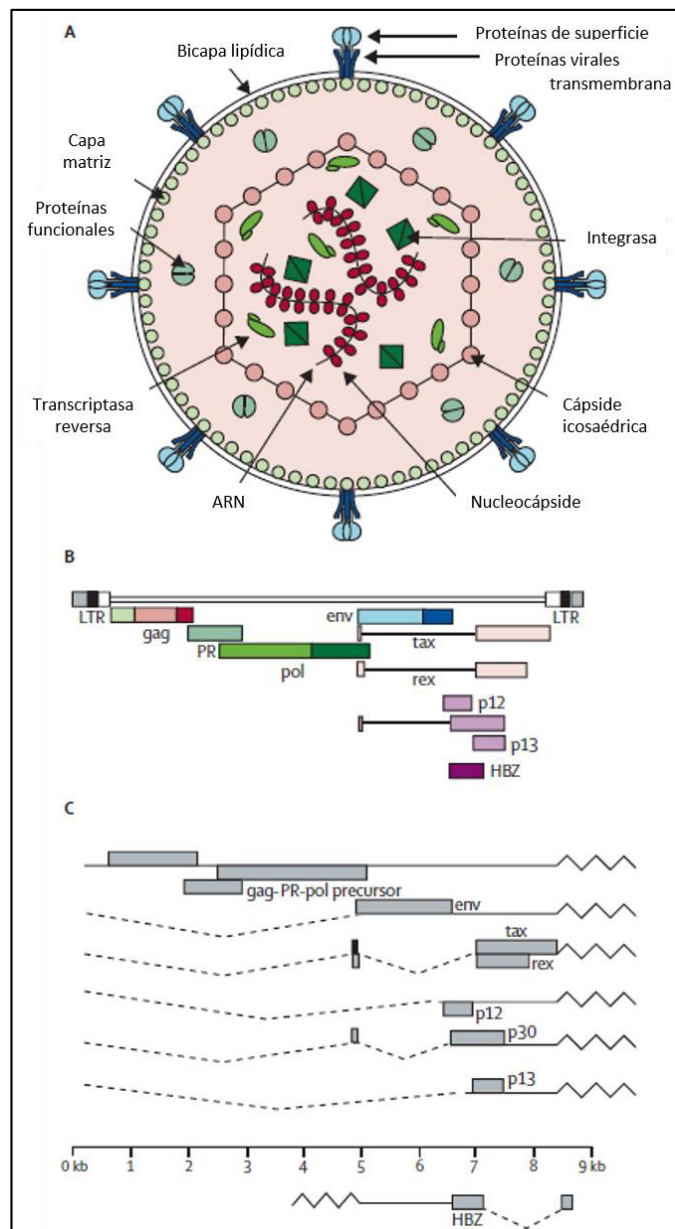 A
Proteínas de superficie
Bicapa lipídica
Proteínas virales
transmembrana
Capa
matriz
Proteínas
funcionales
Integrasa
Transcriptasa
reversa
Cápside
icosaédrica
ARN
Nucleocápside
B
LTR
env
LTR
gag
tax
PR
pol
rex
p12
p13
HBZ
C
gag-PR-pol precursor
env
tax
rex
p12
p30
p13
0 kb 1 2 3 4 5 6 7 8 9 kb
HBZ